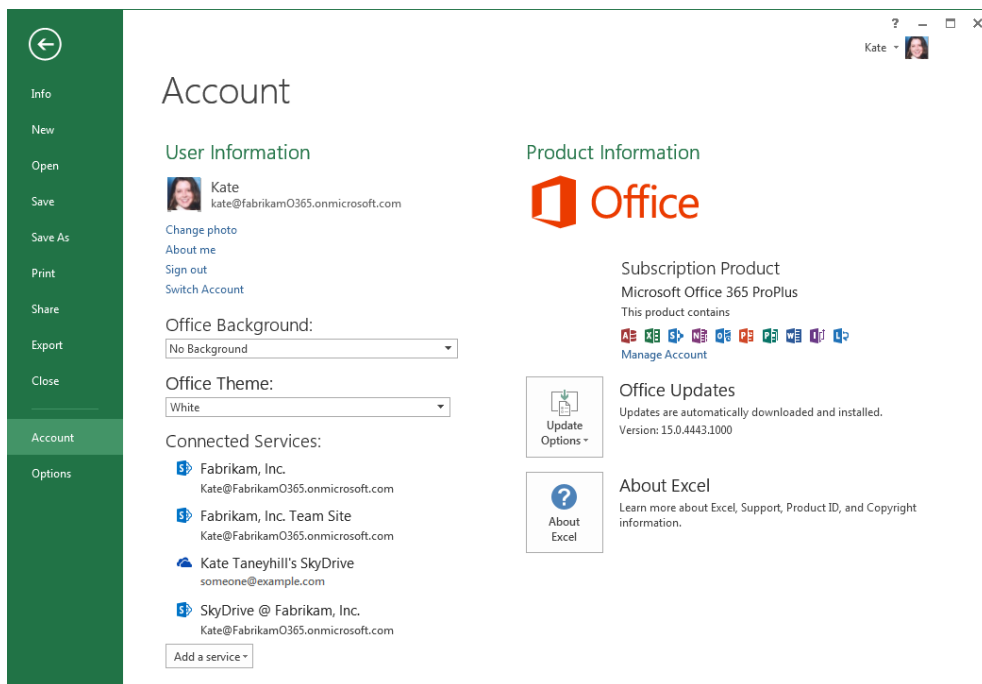 ?
Kate
Info
New
Open
Save
Save As
Print
Share
Export
Close
Account
Options
Account
User Information
Kate
kate@fabrikamO365.onmicrosoft.com
Change photo
About me
Sign out
Switch Account
Office Background:
No Background
Office Theme:
White
Connected Services:
Fabrikam, Inc.
Kate@FabrikamO365.onmicrosoft.com
Fabrikam, Inc. Team Site
Kate@FabrikamO365.onmicrosoft.com
Kate Taneyhill's SkyDrive
someone@example.com
SkyDrive @ Fabrikam, Inc.
Kate@FabrikamO365.onmicrosoft.com
Add a service
Product Information
Office
Subscription Product
Microsoft Office 365 ProPlus
This product contains
Manage Account
Update
Options
Office Updates
Updates are automatically downloaded and installed.
Version: 15.0.4443.1000
?
About
Excel
About Excel
Learn more about Excel, Support, Product ID, and Copyright
information.